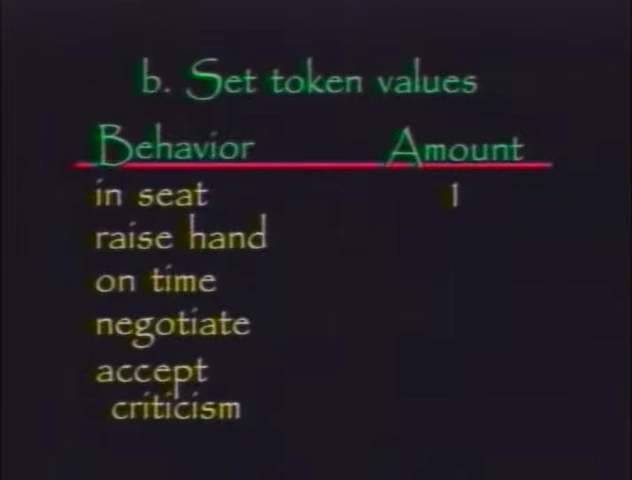 b. Set token values
Behavior Amount
in seat 1
raise hand
on time
negotiate
accept
criticism